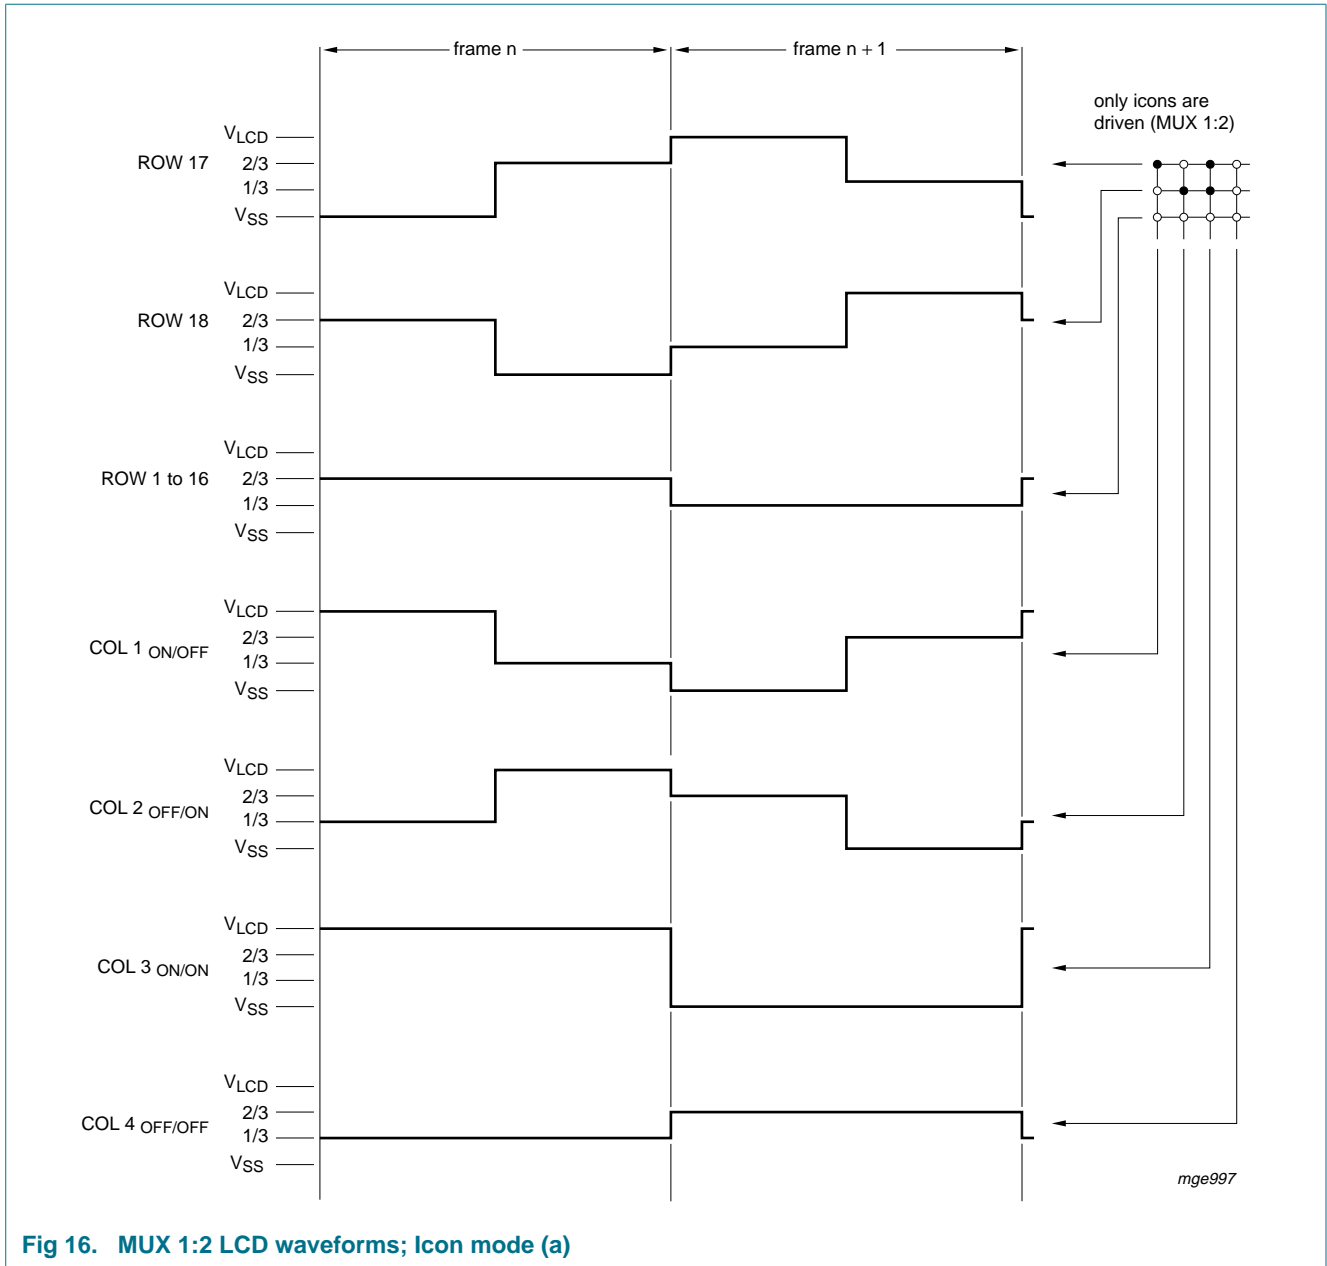 frame n
frame n + 1
only icons are
driven (MUX 1:2)
ROW 17
VLCD
2/3
1/3
VSS
ROW 18
VLCD
2/3
1/3
VSS
ROW 1 to 16
VLCD
2/3
1/3
VSS
COL 1 ON/OFF
VLCD
2/3
1/3
VSS
COL 2 OFF/ON
VLCD
2/3
1/3
VSS
COL 3 ON/ON
VLCD
2/3
1/3
VSS
COL 4 OFF/OFF
VLCD
2/3
1/3
VSS
mge997
Fig 16. MUX 1:2 LCD waveforms; Icon mode (a)